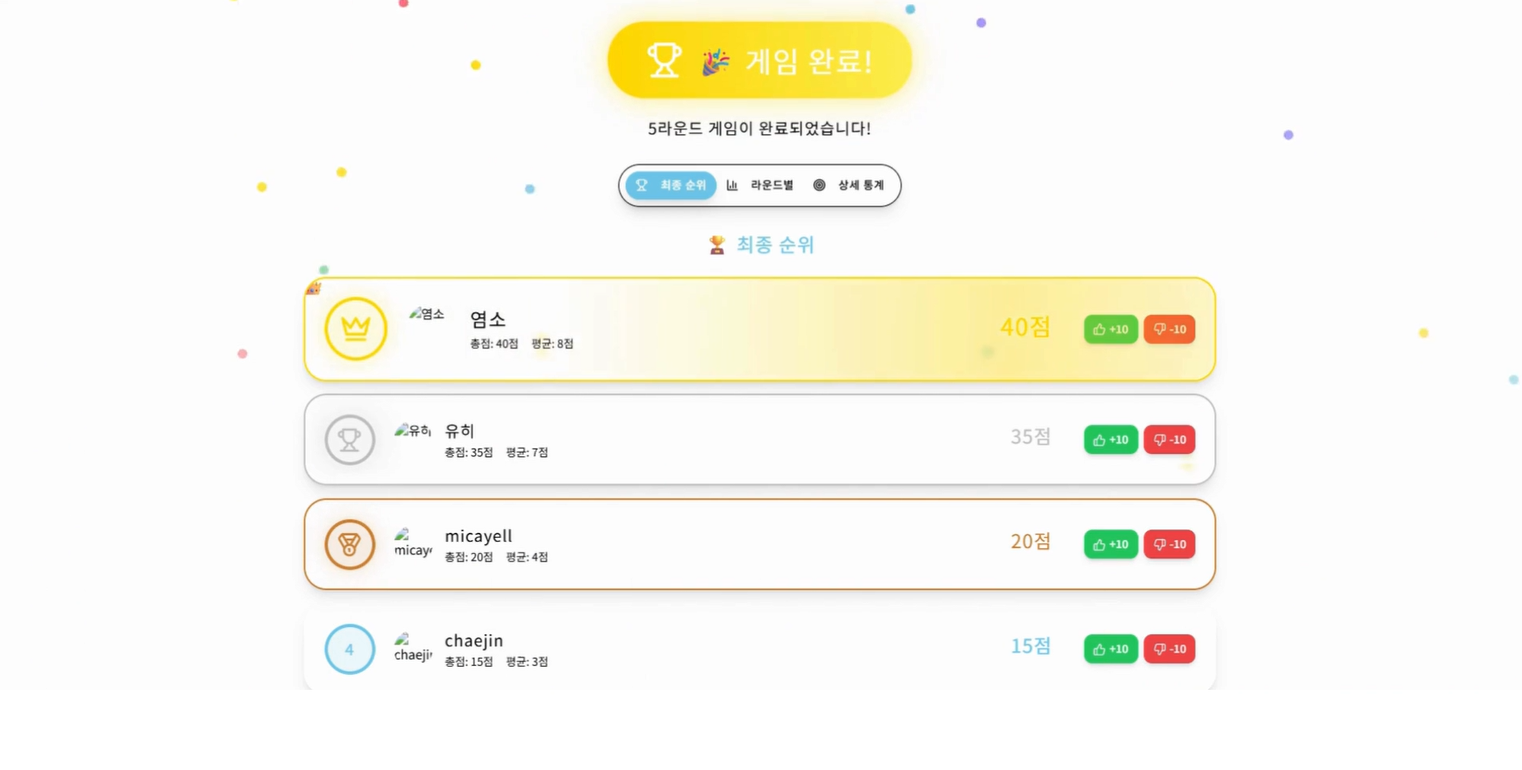 🎉 게임 완료!
5라운드 게임이 완료되었습니다!
최종 순위 라운드별 상세 통계
🏆 최종 순위
염소
염소
총점: 40점 평균: 8점
40점
+10 -10
유히
유히
총점: 35점 평균: 7점
35점
+10 -10
micay
micayell
총점: 20점 평균: 4점
20점
+10 -10
4
chaeji
chaejin
총점: 15점 평균: 3점
15점
+10 -10